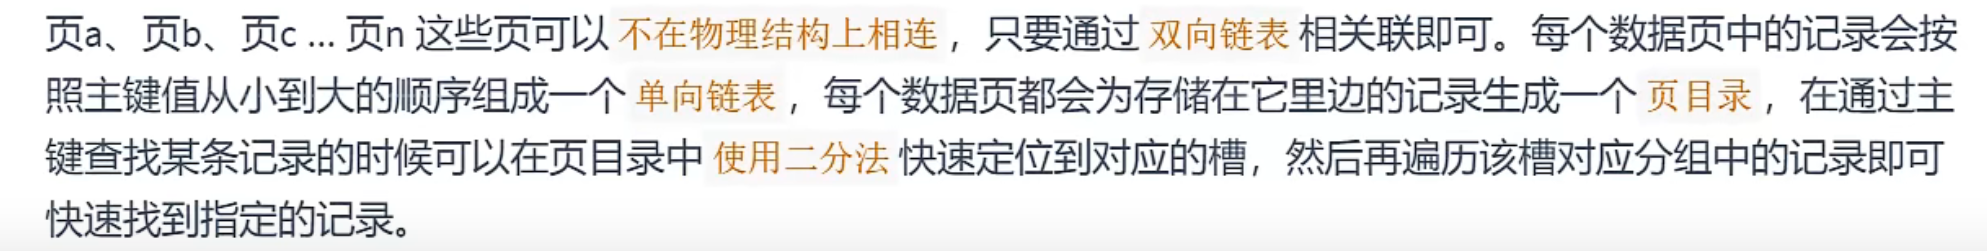 页a、页b、页c ... 页n 这些页可以 不在物理结构上相连 ，只要通过 双向链表 相关联即可。每个数据页中的记录会按
照主键值从小到大的顺序组成一个 单向链表 ，每个数据页都会为存储在它里边的记录生成一个 页目录 ，在通过主
键查找某条记录的时候可以在页目录中 使用二分法 快速定位到对应的槽，然后再遍历该槽对应分组中的记录即可
快速找到指定的记录。